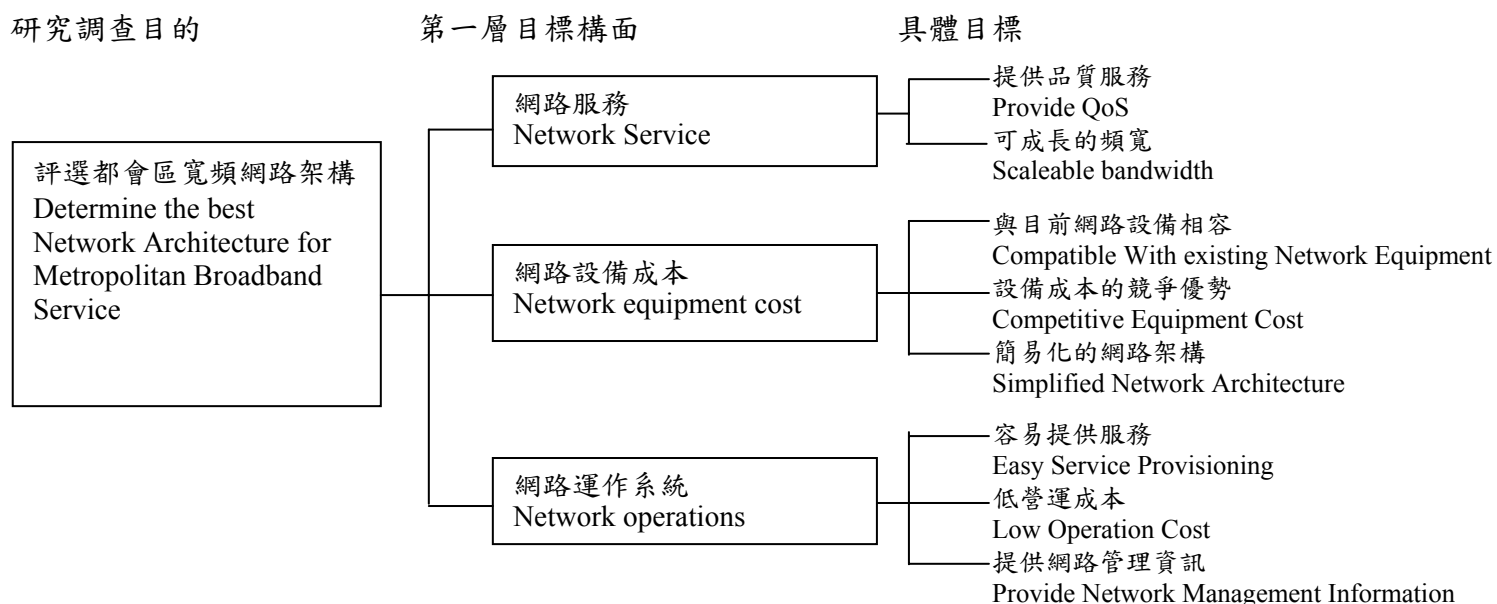 研究調查目的
第一層目標構面
具體目標
評選都會區寬頻網路架構
Determine the best
Network Architecture for
Metropolitan Broadband
Service
網路服務
Network Service
提供品質服務
Provide QoS
可成長的頻寬
Scaleable bandwidth
網路設備成本
Network equipment cost
與目前網路設備相容
Compatible With existing Network Equipment
設備成本的競爭優勢
Competitive Equipment Cost
簡易化的網路架構
Simplified Network Architecture
網路運作系統
Network operations
容易提供服務
Easy Service Provisioning
低營運成本
Low Operation Cost
提供網路管理資訊
Provide Network Management Information